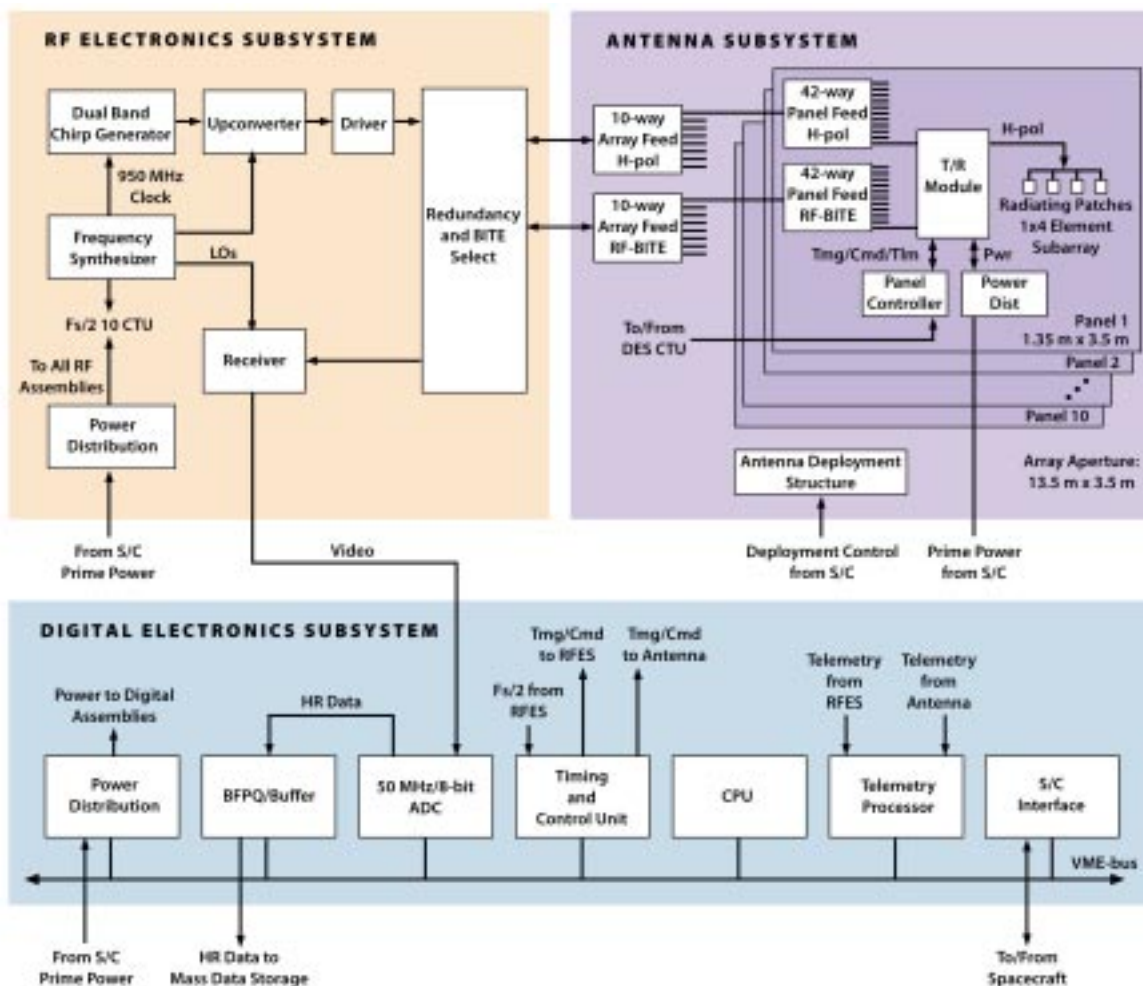 RF ELECTRONICS SUBSYSTEM
Dual Band
Chirp Generator
Upconverter
Driver
950 MHz
Clock
Redundancy
and BITE
Select
Frequency
Synthesizer
LOs
Fs/2 10 CTU
To All RF
Assemblies
Receiver
Power
Distribution
From S/C
Prime Power
Video
ANTENNA SUBSYSTEM
10-way
Array Feed
H-pol
42-way
Panel Feed
H-pol
10-way
Array Feed
RF-BITE
42-way
Panel Feed
RF-BITE
T/R
Module
H-pol
Radiating Patches
1x4 Element
Subarray
Tmg/Cmd/Tlm
Pwr
Panel
Controller
Power
Dist
To/From
DES CTU
Panel 1
1.35 m x 3.5 m
Panel 2
Panel 10
Antenna Deployment
Structure
Array Aperture:
13.5 m x 3.5 m
Deployment Control
from S/C
Prime Power
from S/C
DIGITAL ELECTRONICS SUBSYSTEM
Power to Digital
Assemblies
HR Data
Fs/2 from
RFES
Tmg/Cmd
to RFES
Tmg/Cmd
to Antenna
Telemetry
from
RFES
Telemetry
from
Antenna
Power
Distribution
BFPQ/Buffer
50 MHz/8-bit
ADC
Timing
and
Control Unit
CPU
Telemetry
Processor
S/C
Interface
VME-bus
From S/C
Prime Power
HR Data to
Mass Data Storage
To/From
Spacecraft